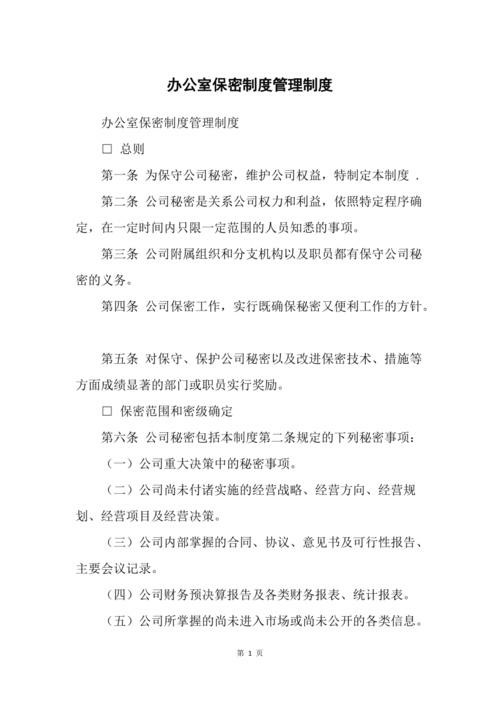 办公室保密制度管理制度
办公室保密制度管理制度
□ 总则
第一条 为保守公司秘密，维护公司权益，特制定本制度 .
第二条 公司秘密是关系公司权力和利益，依照特定程序确
定，在一定时间内只限一定范围的人员知悉的事项。
第三条 公司附属组织和分支机构以及职员都有保守公司秘
密的义务。
第四条 公司保密工作，实行既确保秘密又便利工作的方针。
第五条 对保守、保护公司秘密以及改进保密技术、措施等
方面成绩显著的部门或职员实行奖励。
□ 保密范围和密级确定
第六条 公司秘密包括本制度第二条规定的下列秘密事项：
（一）公司重大决策中的秘密事项。
（二）公司尚未付诸实施的经营战略、经营方向、经营规
划、经营项目及经营决策。
（三）公司内部掌握的合同、协议、意见书及可行性报告、
主要会议记录。
（四）公司财务预决算报告及各类财务报表、统计报表。
（五）公司所掌握的尚未进入市场或尚未公开的各类信息。
第 1 页